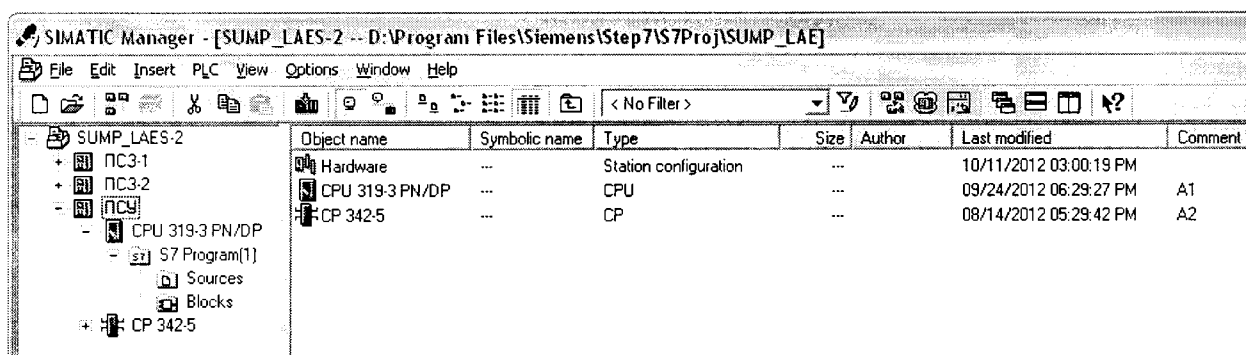 SIMATIC Manager - [SUMP_LAES-2 -- D:\Program Files\Siemens\Step7\S7Proj\SUMP_LAE]
File Edit Insert PLC View Options Window Help
< No Filter >
SUMP_LAES-2
ПСЗ-1
ПСЗ-2
ПСУ
CPU 319-3 PN/DP
S7 Program(1)
Sources
Blocks
CP 342-5
Object name Symbolic name Type Size Author Last modified Comment
Hardware --- Station configuration --- 10/11/2012 03:00:19 PM
CPU 319-3 PN/DP --- CPU --- 09/24/2012 06:29:27 PM A1
CP 342-5 --- CP --- 08/14/2012 05:29:42 PM A2